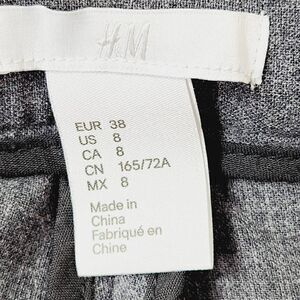 H&M
EUR 38
US 8
CA 8
CN 165/72A
MX 8
Made in
China
Fabriqué en
Chine